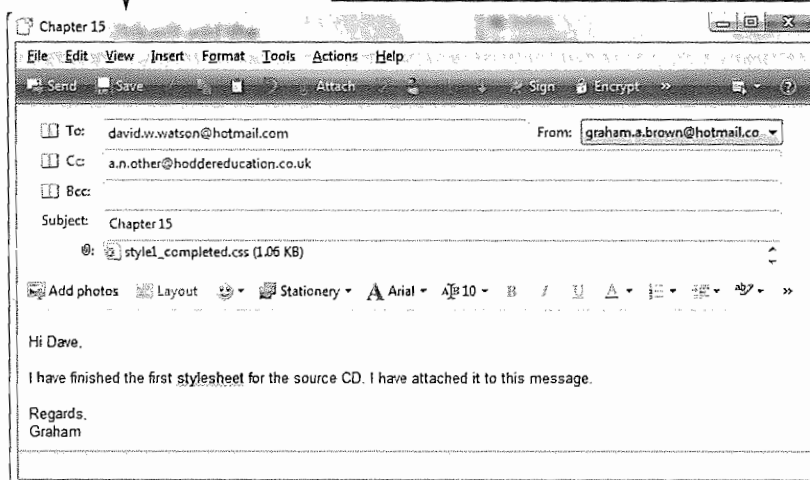 Chapter 15
File Edit View Insert Format Tools Actions Help
Send Save Attach Sign Encrypt »
To: david.w.watson@hotmail.com From: graham.a.brown@hotmail.co
Cc: a.n.other@hoddereducation.co.uk
Bcc:
Subject: Chapter 15
style1_completed.css (1.06 KB)
Add photos Layout Stationery Arial 10 B I U A »
Hi Dave,
I have finished the first stylesheet for the source CD. I have attached it to this message.
Regards,
Graham